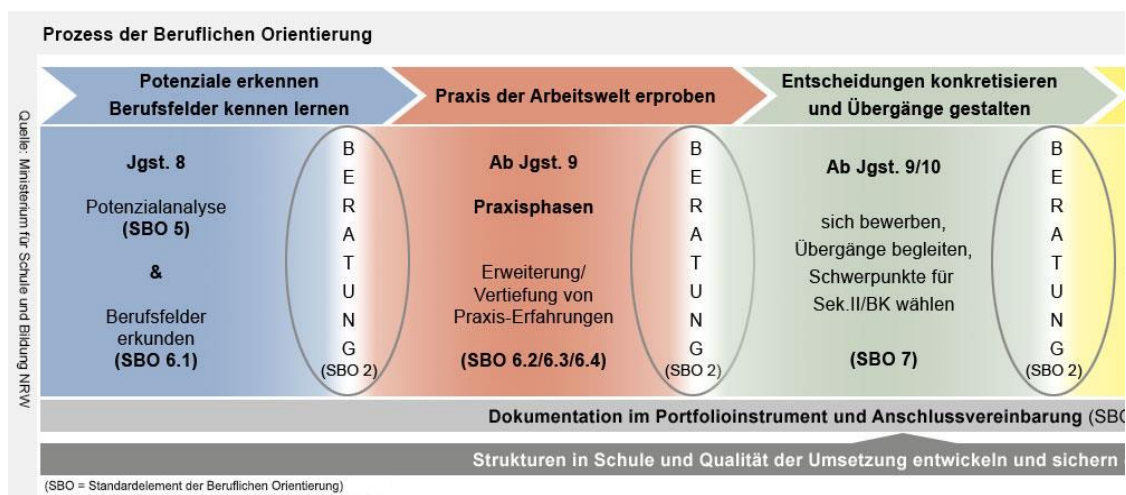 Prozess der Beruflichen Orientierung
Potenziale erkennen
Berufsfelder kennen lernen
Praxis der Arbeitswelt erproben
Entscheidungen konkretisieren
und Übergänge gestalten
Quelle: Ministerium für Schule und Bildung NRW
Jgst. 8
Potenzialanalyse
(SBO 5)
&
Berufsfelder
erkunden
(SBO 6.1)
BERATUNG
(SBO 2)
Ab Jgst. 9
Praxisphasen
Erweiterung/
Vertiefung von
Praxis-Erfahrungen
(SBO 6.2/6.3/6.4)
BERATUNG
(SBO 2)
Ab Jgst. 9/10
sich bewerben,
Übergänge begleiten,
Schwerpunkte für
Sek.II/BK wählen
(SBO 7)
BERATUNG
(SBO 2)
Dokumentation im Portfolioinstrument und Anschlussvereinbarung (SBO
Strukturen in Schule und Qualität der Umsetzung entwickeln und sichern
(SBO = Standardelement der Beruflichen Orientierung)